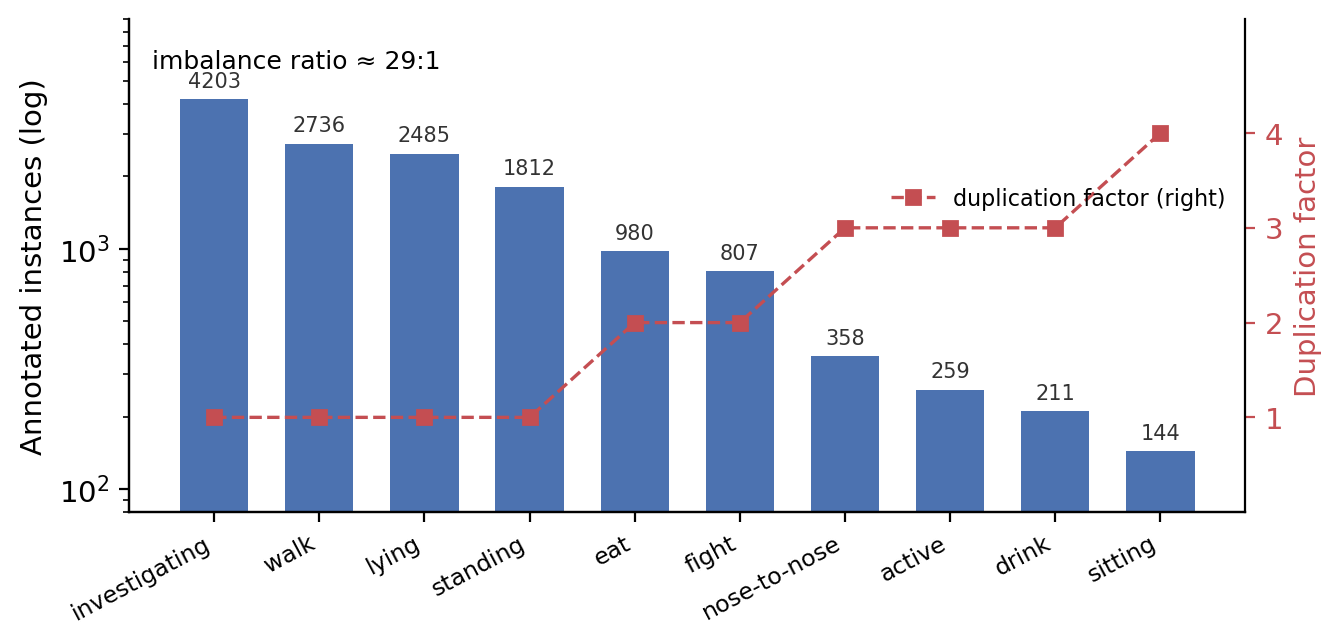 imbalance ratio ≈ 29:1
4203
2736
2485
1812
980
807
358
259
211
144
duplication factor (right)
Annotated instances (log)
10³
10²
4
3
2
1
Duplication factor
investigating
walk
lying
standing
eat
fight
nose-to-nose
active
drink
sitting